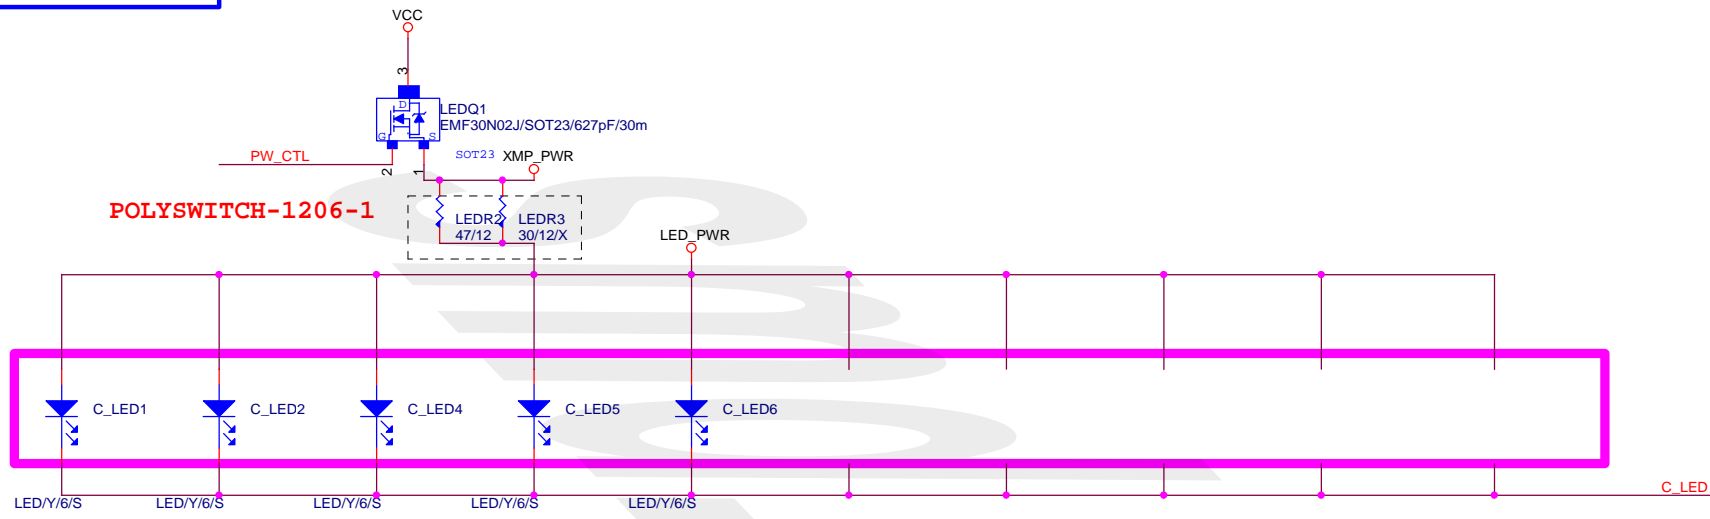 VCC
3
D
LEDQ1
EMF30N02J/SOT23/627pF/30m
G
S
PW_CTL
SOT23
XMP_PWR
2
1
POLYSWITCH-1206-1
LEDR2
47/12
LEDR3
30/12/X
LED_PWR
C_LED1
C_LED2
C_LED4
C_LED5
C_LED6
C_LED
LED/Y/6/S
LED/Y/6/S
LED/Y/6/S
LED/Y/6/S
LED/Y/6/S